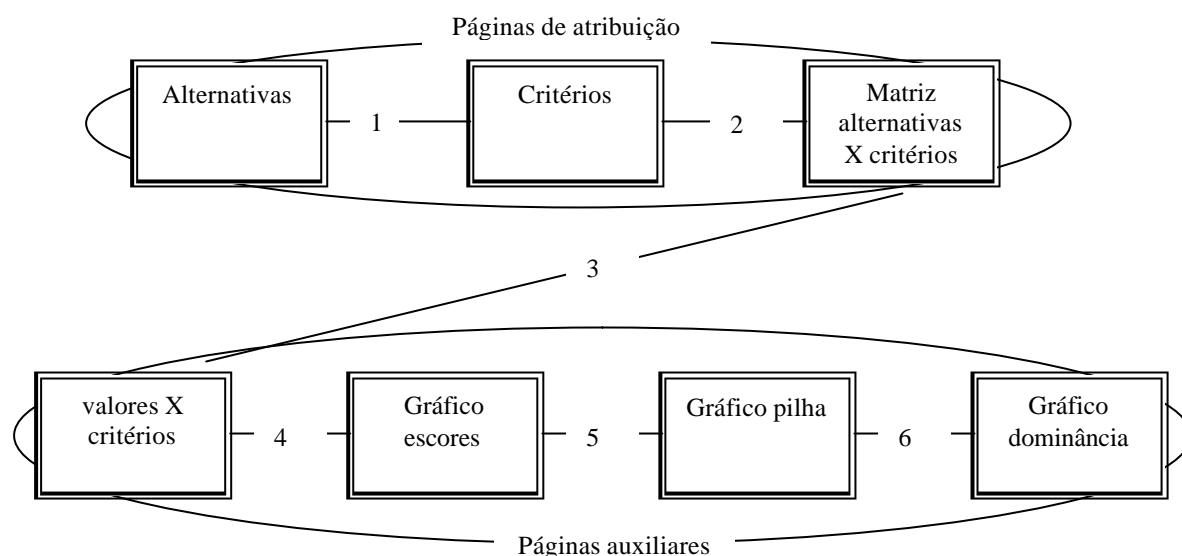 Páginas de atribuição
Alternativas
1
Critérios
2
Matriz
alternativas
X critérios
3
valores X
critérios
4
Gráfico
escores
5
Gráfico pilha
6
Gráfico
dominância
Páginas auxiliares